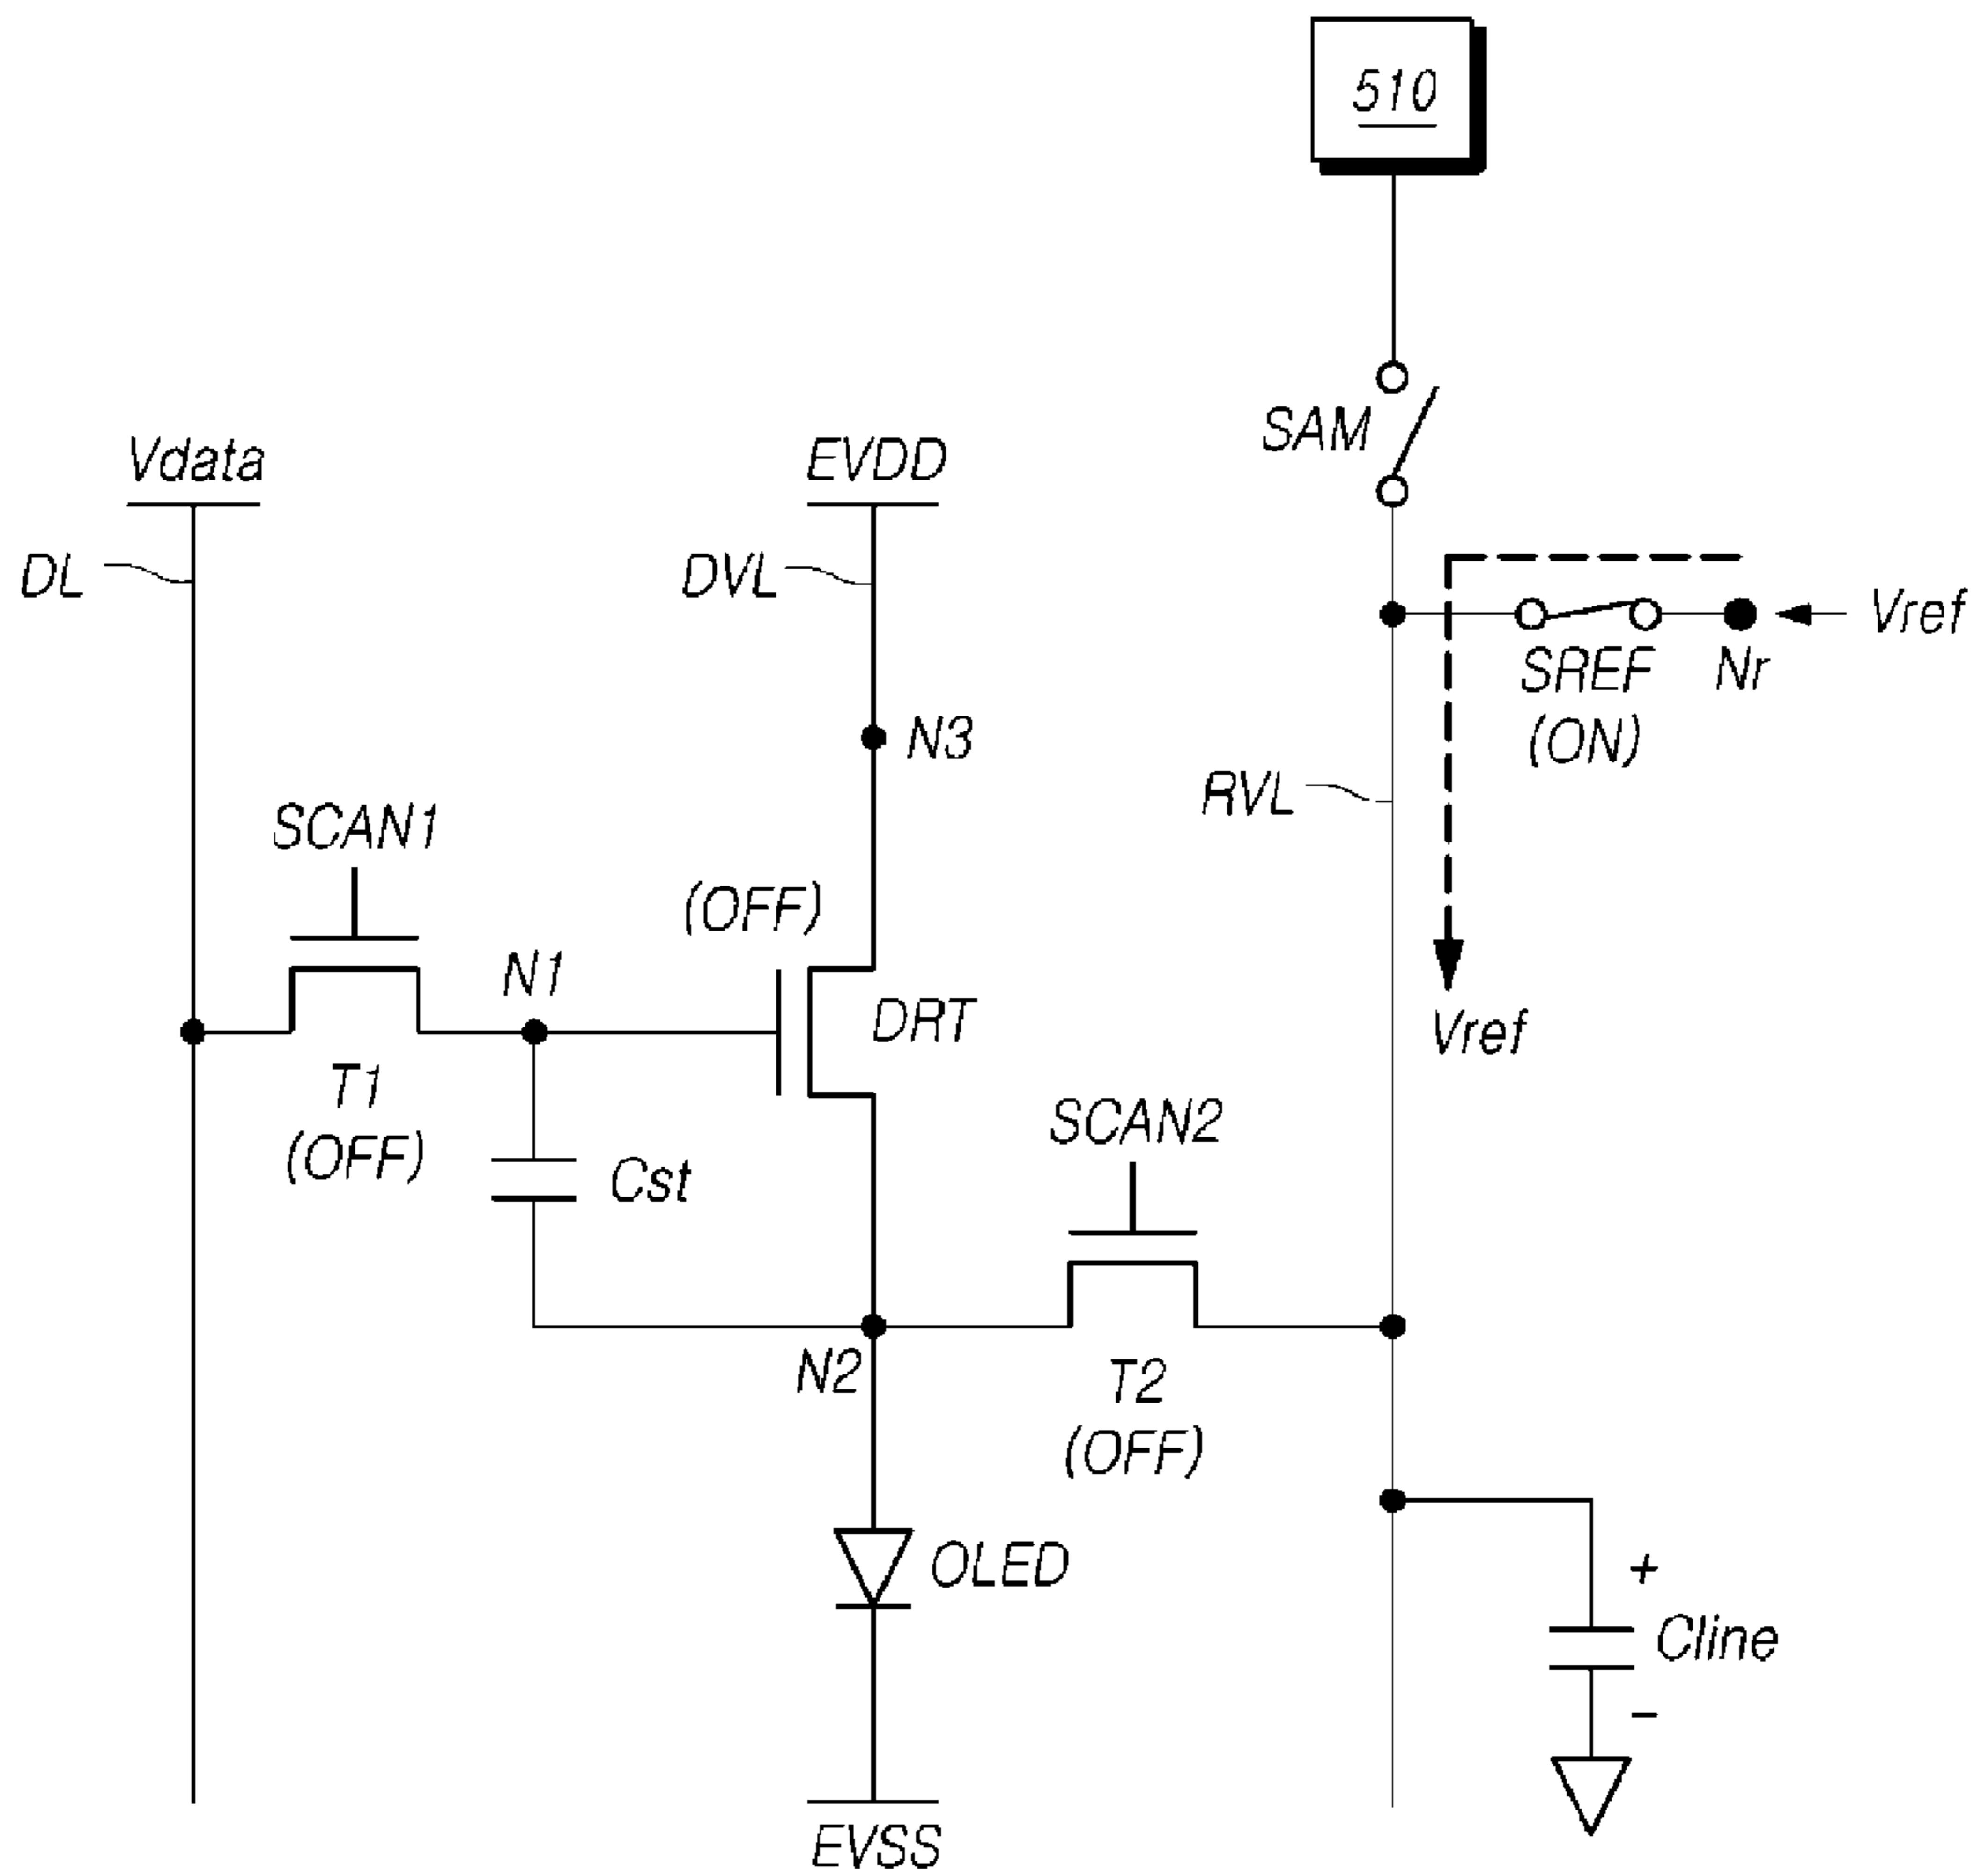 510
SAM
Vdata
EVDD
DL
DVL
Vref
SREF
Nr
(ON)
N3
RVL
SCAN1
(OFF)
N1
DRT
Vref
T1
(OFF)
SCAN2
Cst
N2
T2
(OFF)
OLED
+
Cline
–
EVSS